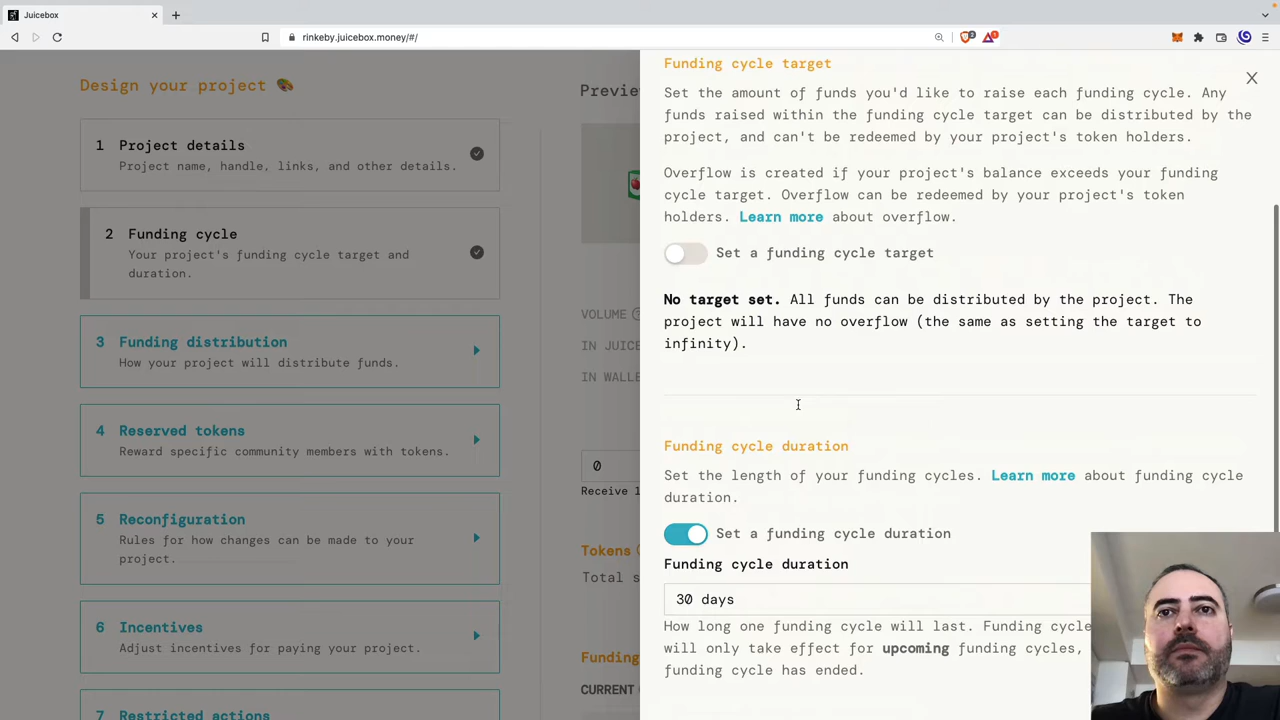 Juicebox
rinkeby.juicebox.money/#/
Design your project
1 Project details
Project name, handle, links, and other details.
2 Funding cycle
Your project's funding cycle target and
duration.
3 Funding distribution
How your project will distribute funds.
4 Reserved tokens
Reward specific community members with tokens.
5 Reconfiguration
Rules for how changes can be made to your
project.
6 Incentives
Adjust incentives for paying your project.
7 Restricted actions
Preview
VOLUME
IN JUICE
IN WALLE
0
Receive 1
Tokens
Total s
Funding
CURRENT
Funding cycle target
Set the amount of funds you'd like to raise each funding cycle. Any
funds raised within the funding cycle target can be distributed by the
project, and can't be redeemed by your project's token holders.
Overflow is created if your project's balance exceeds your funding
cycle target. Overflow can be redeemed by your project's token
holders. Learn more about overflow.
Set a funding cycle target
No target set. All funds can be distributed by the project. The
project will have no overflow (the same as setting the target to
infinity).
Funding cycle duration
Set the length of your funding cycles. Learn more about funding cycle
duration.
Set a funding cycle duration
Funding cycle duration
30 days
How long one funding cycle will last. Funding cycle
will only take effect for upcoming funding cycles,
funding cycle has ended.